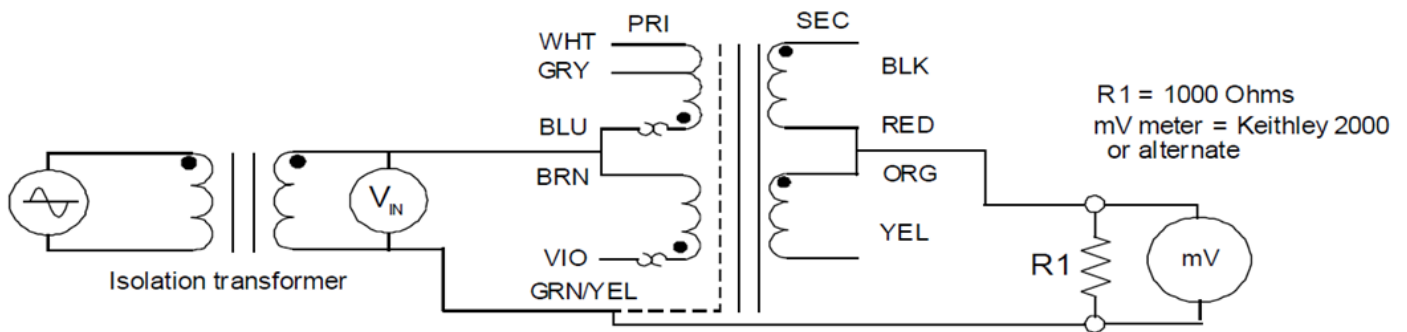 PRI
SEC
WHT
GRY
BLK
BLU
RED
R1 = 1000 Ohms
mV meter = Keithley 2000
or alternate
BRN
ORG
VIN
VIO
YEL
GRN/YEL
Isolation transformer
R1
mV